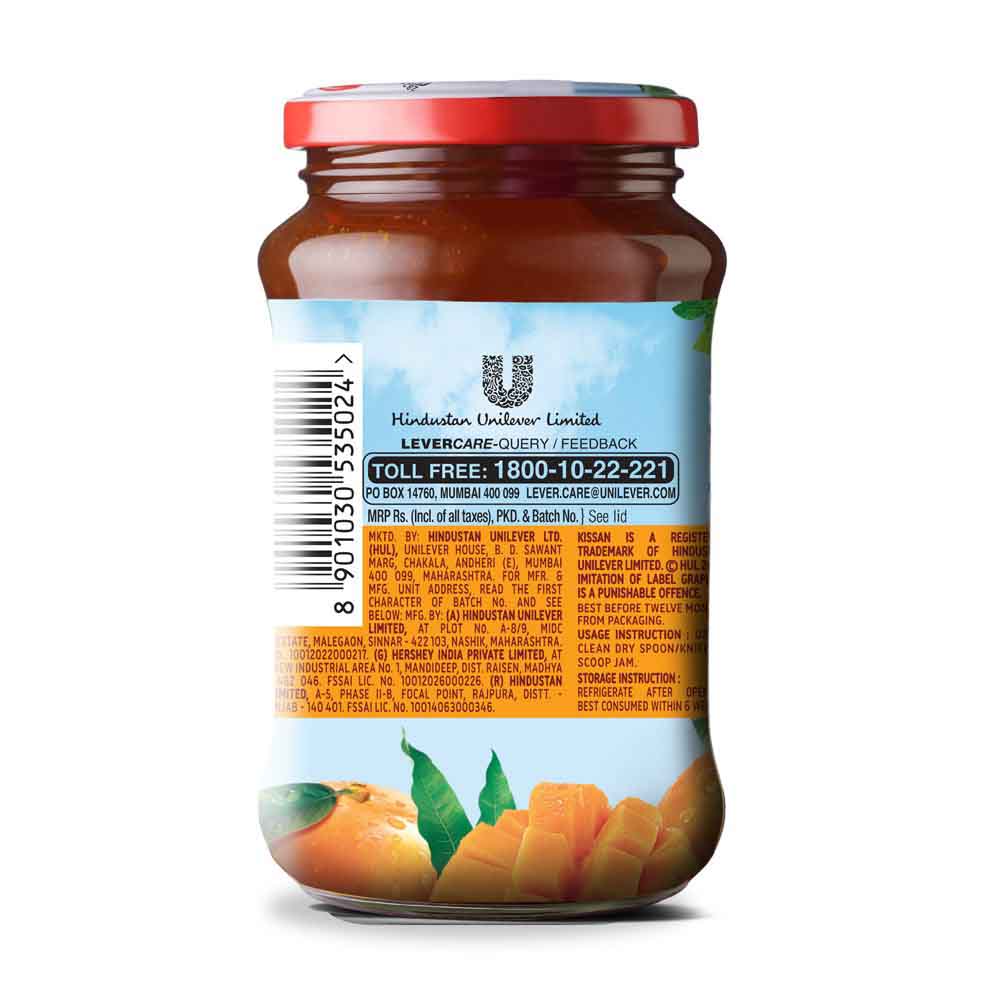 Hindustan Unilever Limited
LEVERCARE-QUERY / FEEDBACK
TOLL FREE: 1800-10-22-221
PO BOX 14760, MUMBAI 400 099 LEVER.CARE@UNILEVER.COM
MRP Rs. (Incl. of all taxes), PKD. & Batch No. } See lid
8 901030 535024 >
MKTD. BY: HINDUSTAN UNILEVER LTD.
(HUL), UNILEVER HOUSE, B. D. SAWANT
MARG, CHAKALA, ANDHERI (E), MUMBAI
400 099, MAHARASHTRA. FOR MFR. &
MFG. UNIT ADDRESS, READ THE FIRST
CHARACTER OF BATCH No. AND SEE
BELOW: MFG. BY: (A) HINDUSTAN UNILEVER
LIMITED, AT PLOT No. A-8/9, MIDC
MALEGAON, SINNAR - 422 103, NASHIK, MAHARASHTRA.
10012022000217. (G) HERSHEY INDIA PRIVATE LIMITED, AT
INDUSTRIAL AREA No. 1, MANDIDEEP, DIST. RAISEN, MADHYA
046. FSSAI LIC. No. 10012026000226. (R) HINDUSTAN
A-5, PHASE II-B, FOCAL POINT, RAJPURA, DISTT. -
- 140 401. FSSAI LIC. No. 10014063000346.
KISSAN IS A REGISTE
TRADEMARK OF HINDUS
UNILEVER LIMITED. © HUL
IMITATION OF LABEL GRAP
IS A PUNISHABLE OFFENCE.
BEST BEFORE TWELVE MO
FROM PACKAGING.
USAGE INSTRUCTION :
CLEAN DRY SPOON/KNIFE
SCOOP JAM.
STORAGE INSTRUCTION :
REFRIGERATE AFTER OPE
BEST CONSUMED WITHIN 6